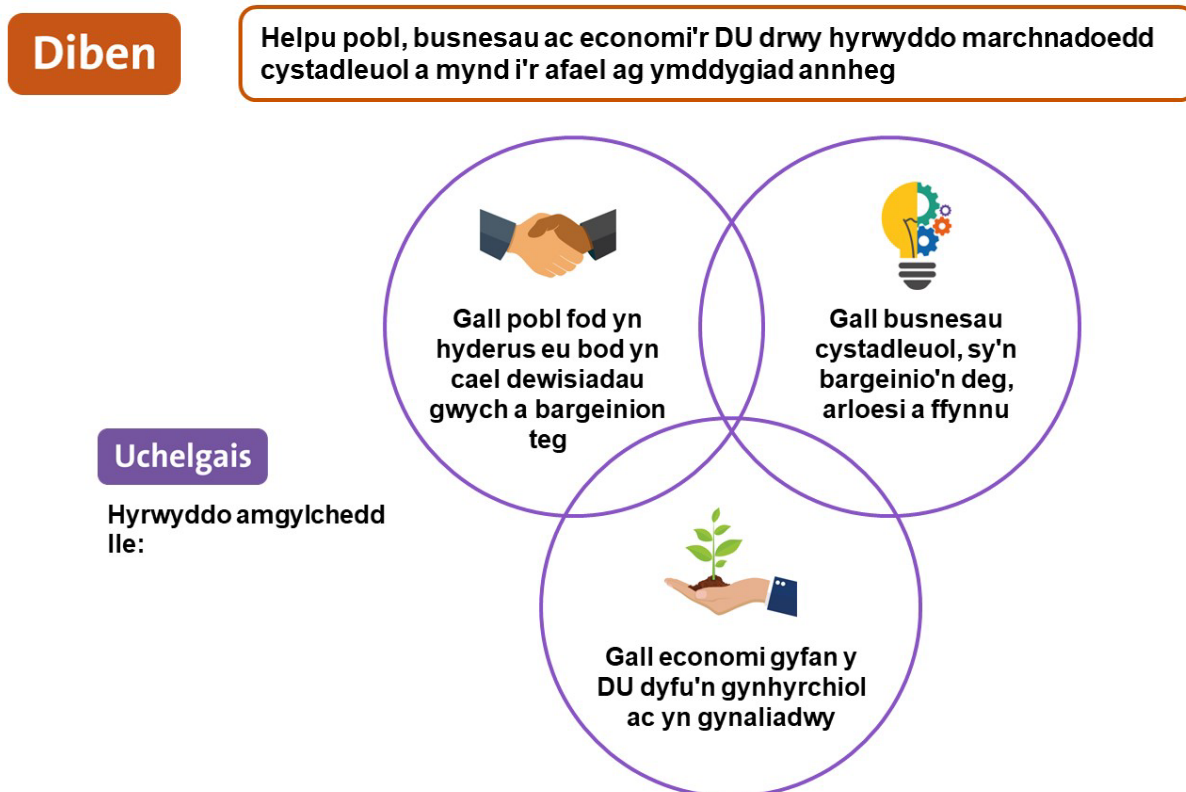 Diben
Helpu pobl, busnesau ac economi'r DU drwy hyrwyddo marchnadoedd
cystadleuol a mynd i'r afael ag ymddygiad annheg
Gall pobl fod yn
hyderus eu bod yn
cael dewisiadau
gwych a bargeinion
teg
Gall busnesau
cystadleuol, sy'n
bargeinio'n deg,
arloesi a ffynnu
Uchelgais
Hyrwyddo amgylchedd
lle:
Gall economi gyfan y
DU dyfu'n gynhyrchiol
ac yn gynaliadwy